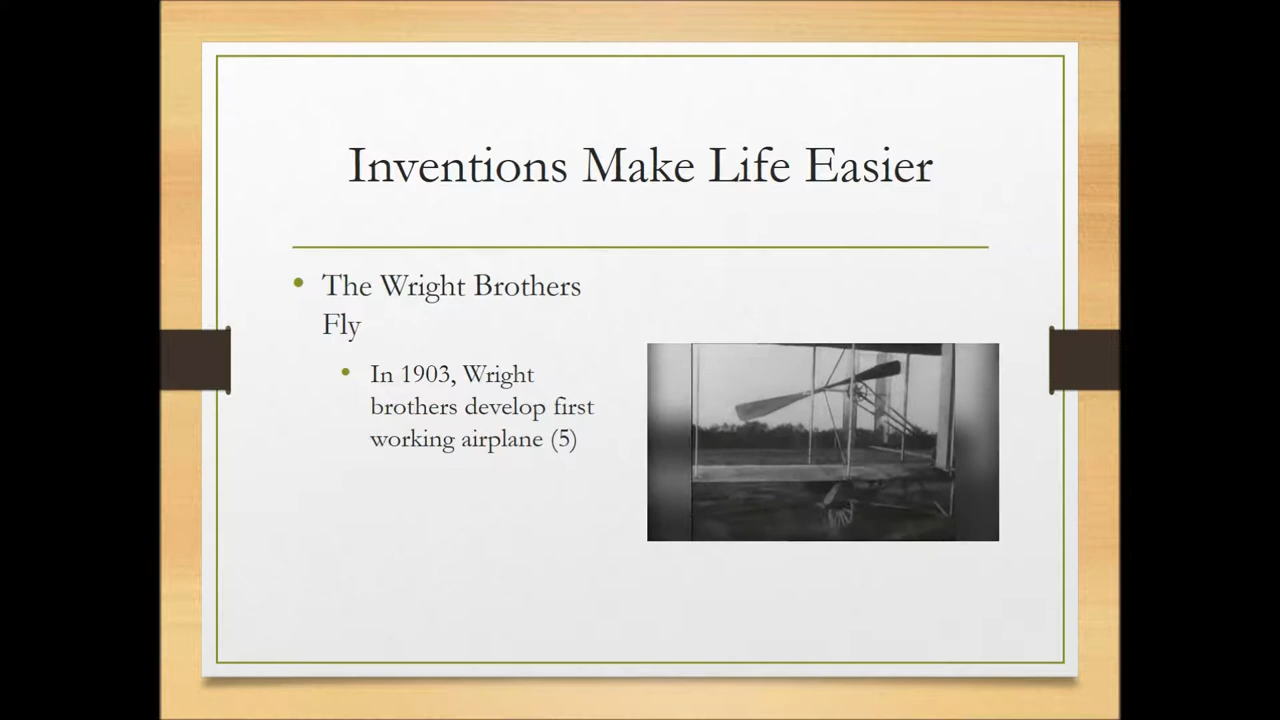 Inventions Make Life Easier
The Wright Brothers
Fly
In 1903, Wright
brothers develop first
working airplane (5)